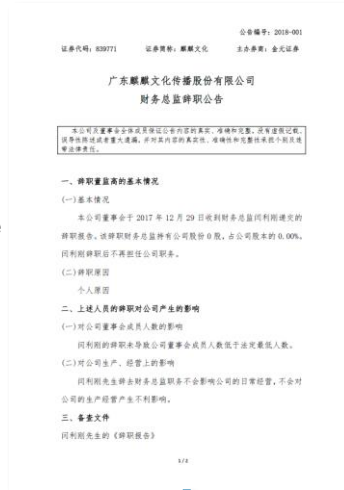 公告编号：2018-001
证券代码：839771 证券简称：麒麟文化 主办券商：金元证券
广东麒麟文化传播股份有限公司
财务总监辞职公告
本公司及董事会全体成员保证公告内容的真实、准确和完整，没有虚假记载、
误导性陈述或者重大遗漏，并对其内容的真实性、准确性和完整性承担个别及连
带法律责任。
一、辞职董监高的基本情况
(一)基本情况
本公司董事会于 2017 年 12 月 29 日收到财务总监闵利刚递交的
辞职报告。该辞职财务总监持有公司股份 0 股，占公司股本的 0.00%。
闵利刚辞职后不再担任公司职务。
(二)辞职原因
个人原因
二、上述人员的辞职对公司产生的影响
(一)对公司董事会成员人数的影响
闵利刚的辞职未导致公司董事会成员人数低于法定最低人数。
(二)对公司生产、经营上的影响
闵利刚先生辞去财务总监职务不会影响公司的日常经营，不会对
公司的生产经营产生不利影响。
三、备查文件
闵利刚先生的《辞职报告》
1 / 2